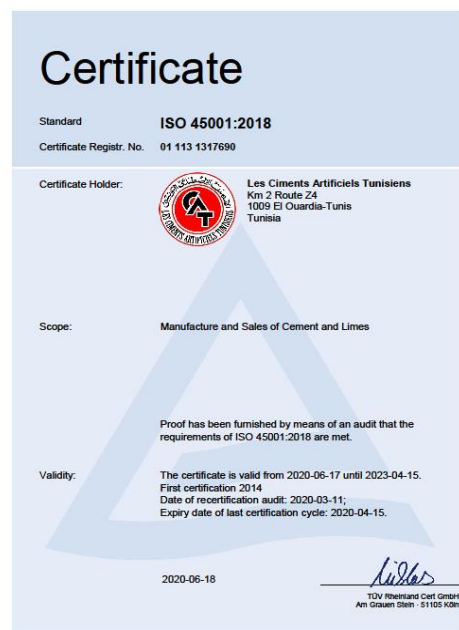 Certificate
Standard ISO 45001:2018
Certificate Registr. No. 01 113 1317690
Certificate Holder: Les Ciments Artificiels Tunisiens
Km 2 Route Z4
1009 El Ouardia-Tunis
Tunisia
CAT
LES CIMENTS ARTIFICIELS TUNISIENS
Scope: Manufacture and Sales of Cement and Limes
Proof has been furnished by means of an audit that the
requirements of ISO 45001:2018 are met.
Validity: The certificate is valid from 2020-06-17 until 2023-04-15.
First certification 2014
Date of recertification audit: 2020-03-11;
Expiry date of last certification cycle: 2020-04-15.
2020-06-18
TÜV Rheinland Cert GmbH
Am Grauen Stein · 51105 Köln